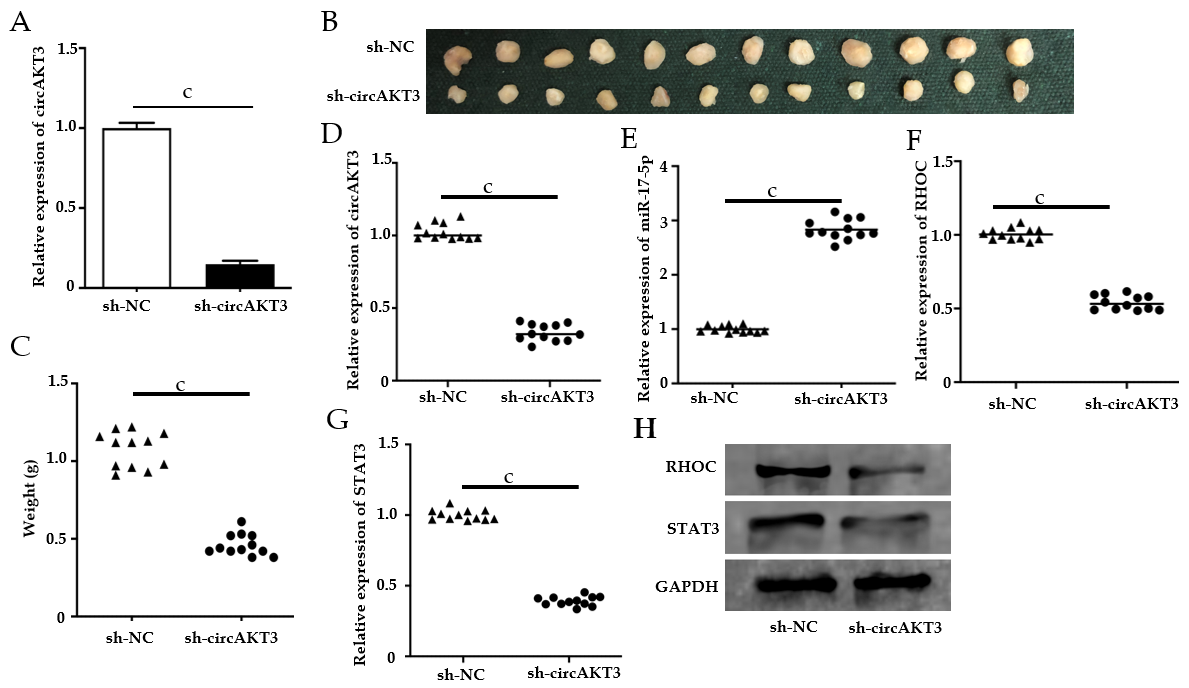 A
Relative expression of circAKT3
1.5
1.0
0.5
0
c
sh-NC
sh-circAKT3
B
sh-NC
sh-circAKT3
C
Weight (g)
1.5
1.0
0.5
0
c
sh-NC
sh-circAKT3
D
Relative expression of circAKT3
1.5
1.0
0.5
0
c
sh-NC
sh-circAKT3
E
Relative expression of miR-17-5p
4
3
2
1
0
c
sh-NC
sh-circAKT3
F
Relative expression of RHOC
1.5
1.0
0.5
0
c
sh-NC
sh-circAKT3
G
Relative expression of STAT3
1.5
1.0
0.5
0
c
sh-NC
sh-circAKT3
H
RHOC
STAT3
GAPDH
sh-NC
sh-circAKT3